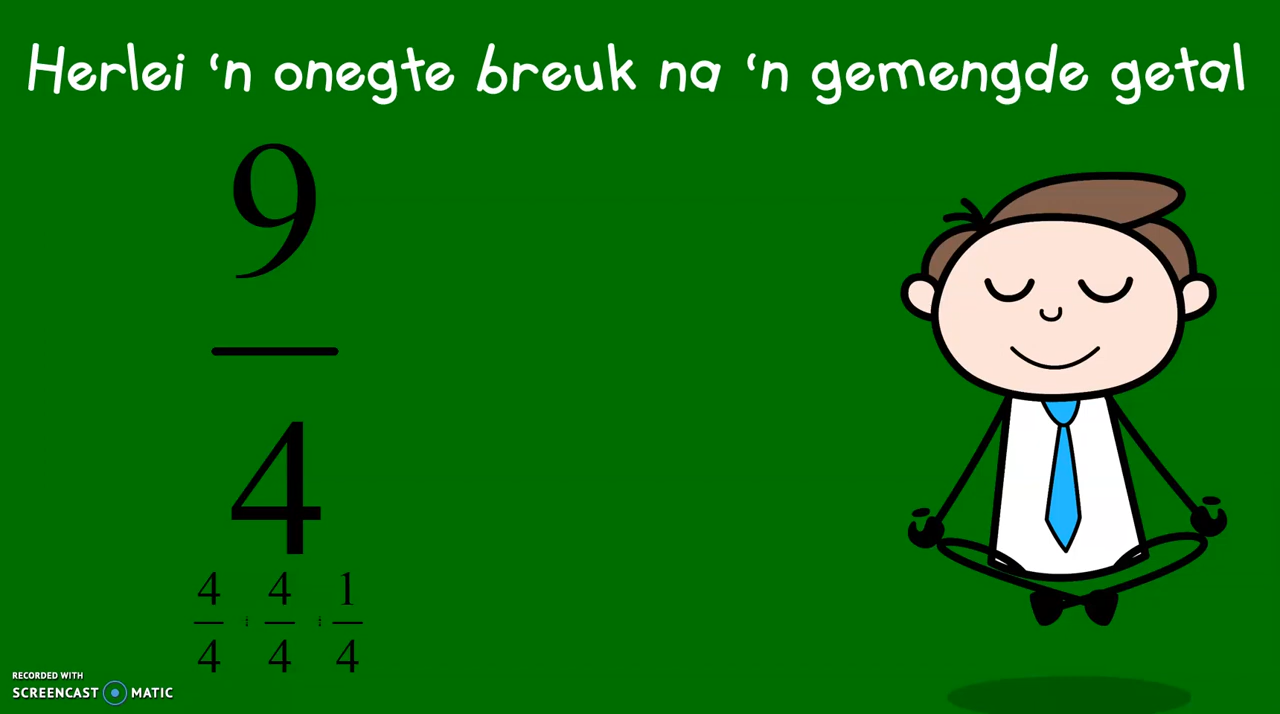 Herlei ‘n onegte breuk na ‘n gemengde getal
9
4
4 4 1
4 4 4
RECORDED WITH
SCREENCAST MATIC